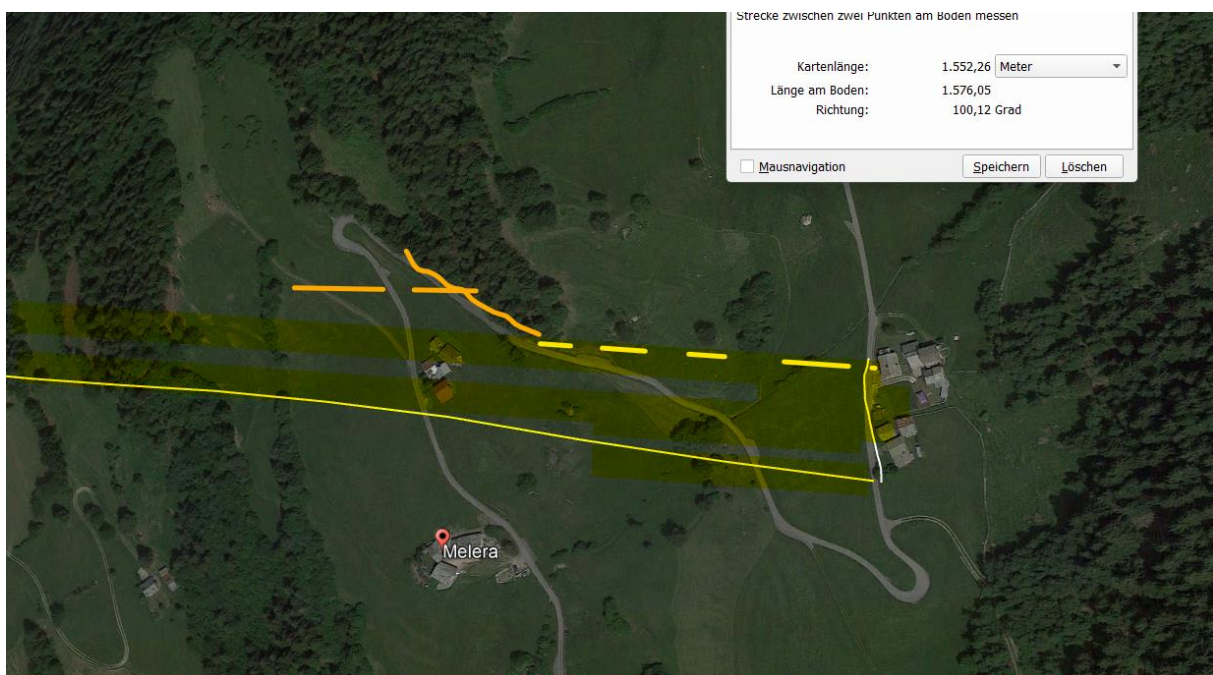 Strecke zwischen zwei Punkten am Boden messen
Kartenlänge: 1.552,26 Meter
Länge am Boden: 1.576,05
Richtung: 100,12 Grad
Mausnavigation Speichern Löschen
Melera